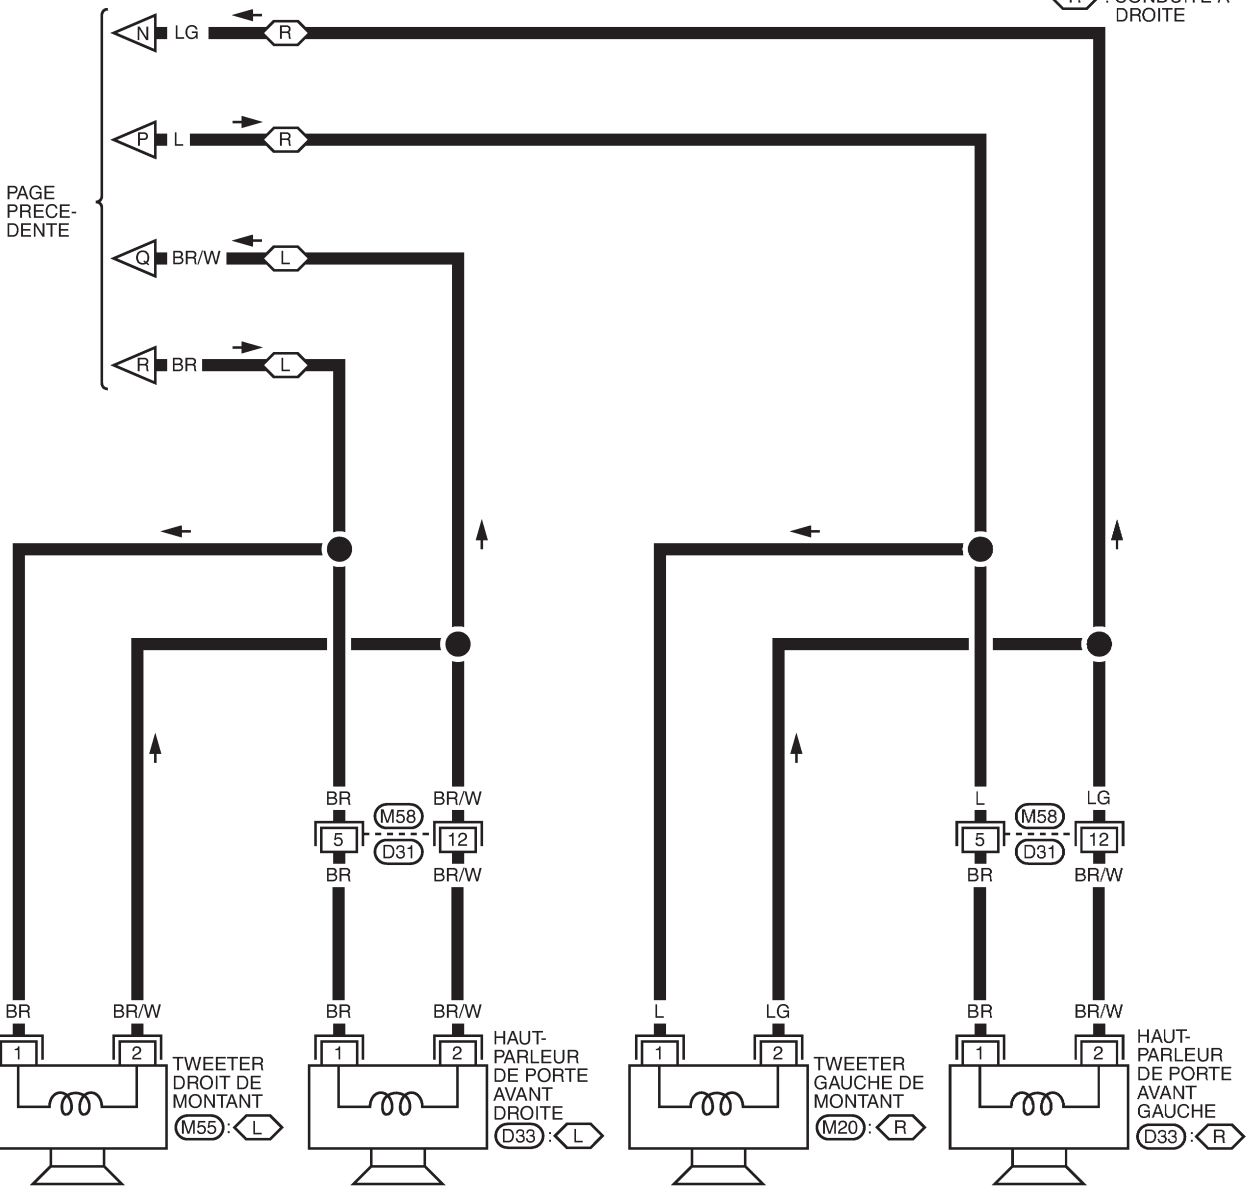 DROITE
N LG R
P L R
PAGE
PRECE-
DENTE
Q BR/W L
R BR L
BR BR/W L LG
M58 M58
5 12 5 12
D31 D31
BR BR/W BR BR/W
BR BR/W BR BR/W L LG BR BR/W
1 2 1 2 1 2 1 2
TWEETER
DROIT DE
MONTANT
M55 : L
HAUT-
PARLEUR
DE PORTE
AVANT
DROITE
D33 : L
TWEETER
GAUCHE DE
MONTANT
M20 : R
HAUT-
PARLEUR
DE PORTE
AVANT
GAUCHE
D33 : R